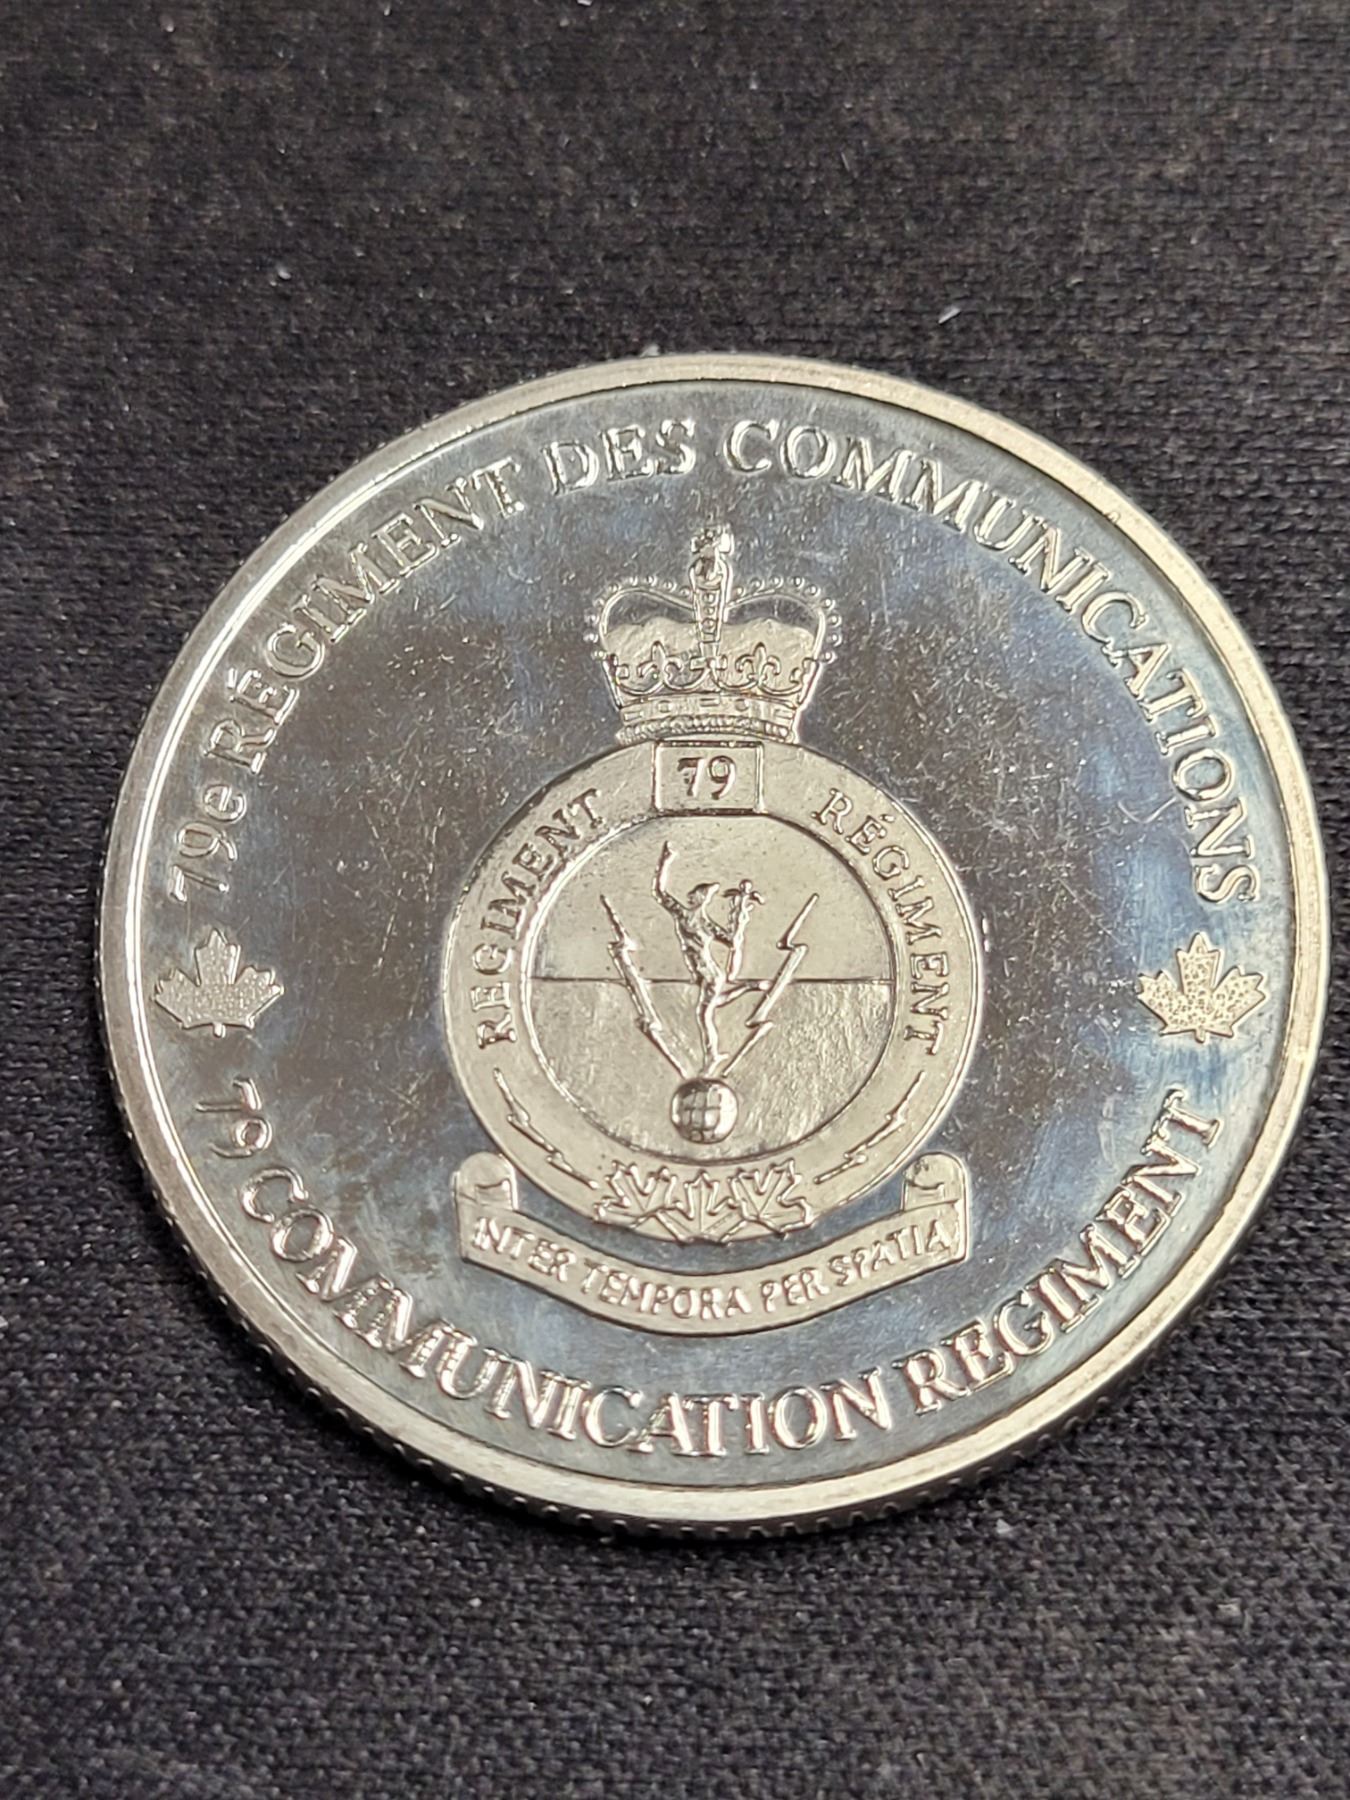 79e RÉGIMENT DES COMMUNICATIONS
79
REGIMENT RÉGIMENT
INTER TEMPORA PER SPATIA
79 COMMUNICATION REGIMENT